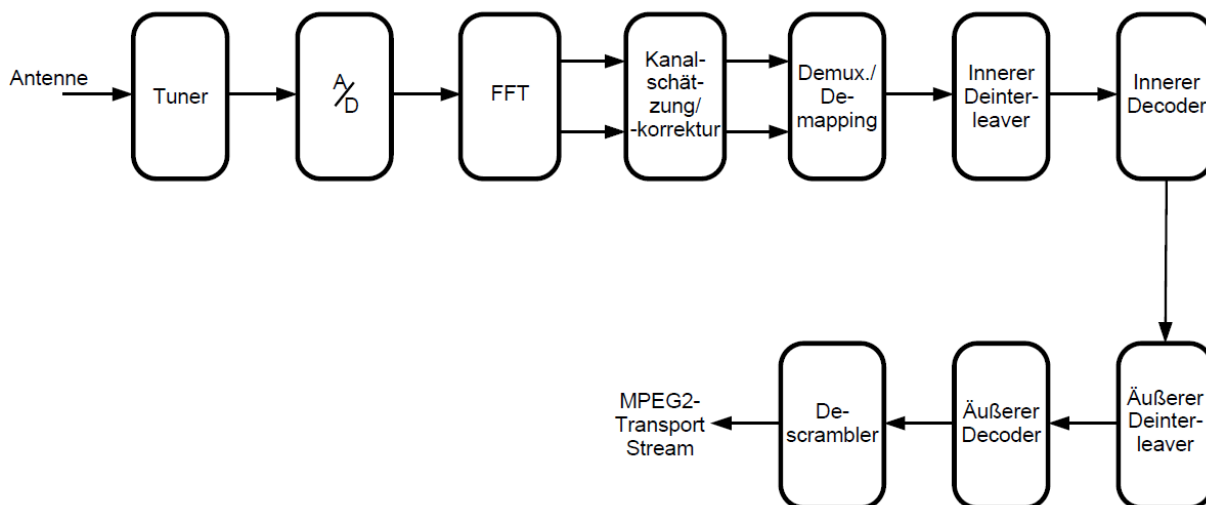 Antenne
Tuner
A/D
FFT
Kanal-
schät-
zung/
-korrektur
Demux./
De-
mapping
Innerer
Deinter-
leaver
Innerer
Decoder
Äußerer
Deinter-
leaver
Äußerer
Decoder
De-
scrambler
MPEG2-
Transport
Stream